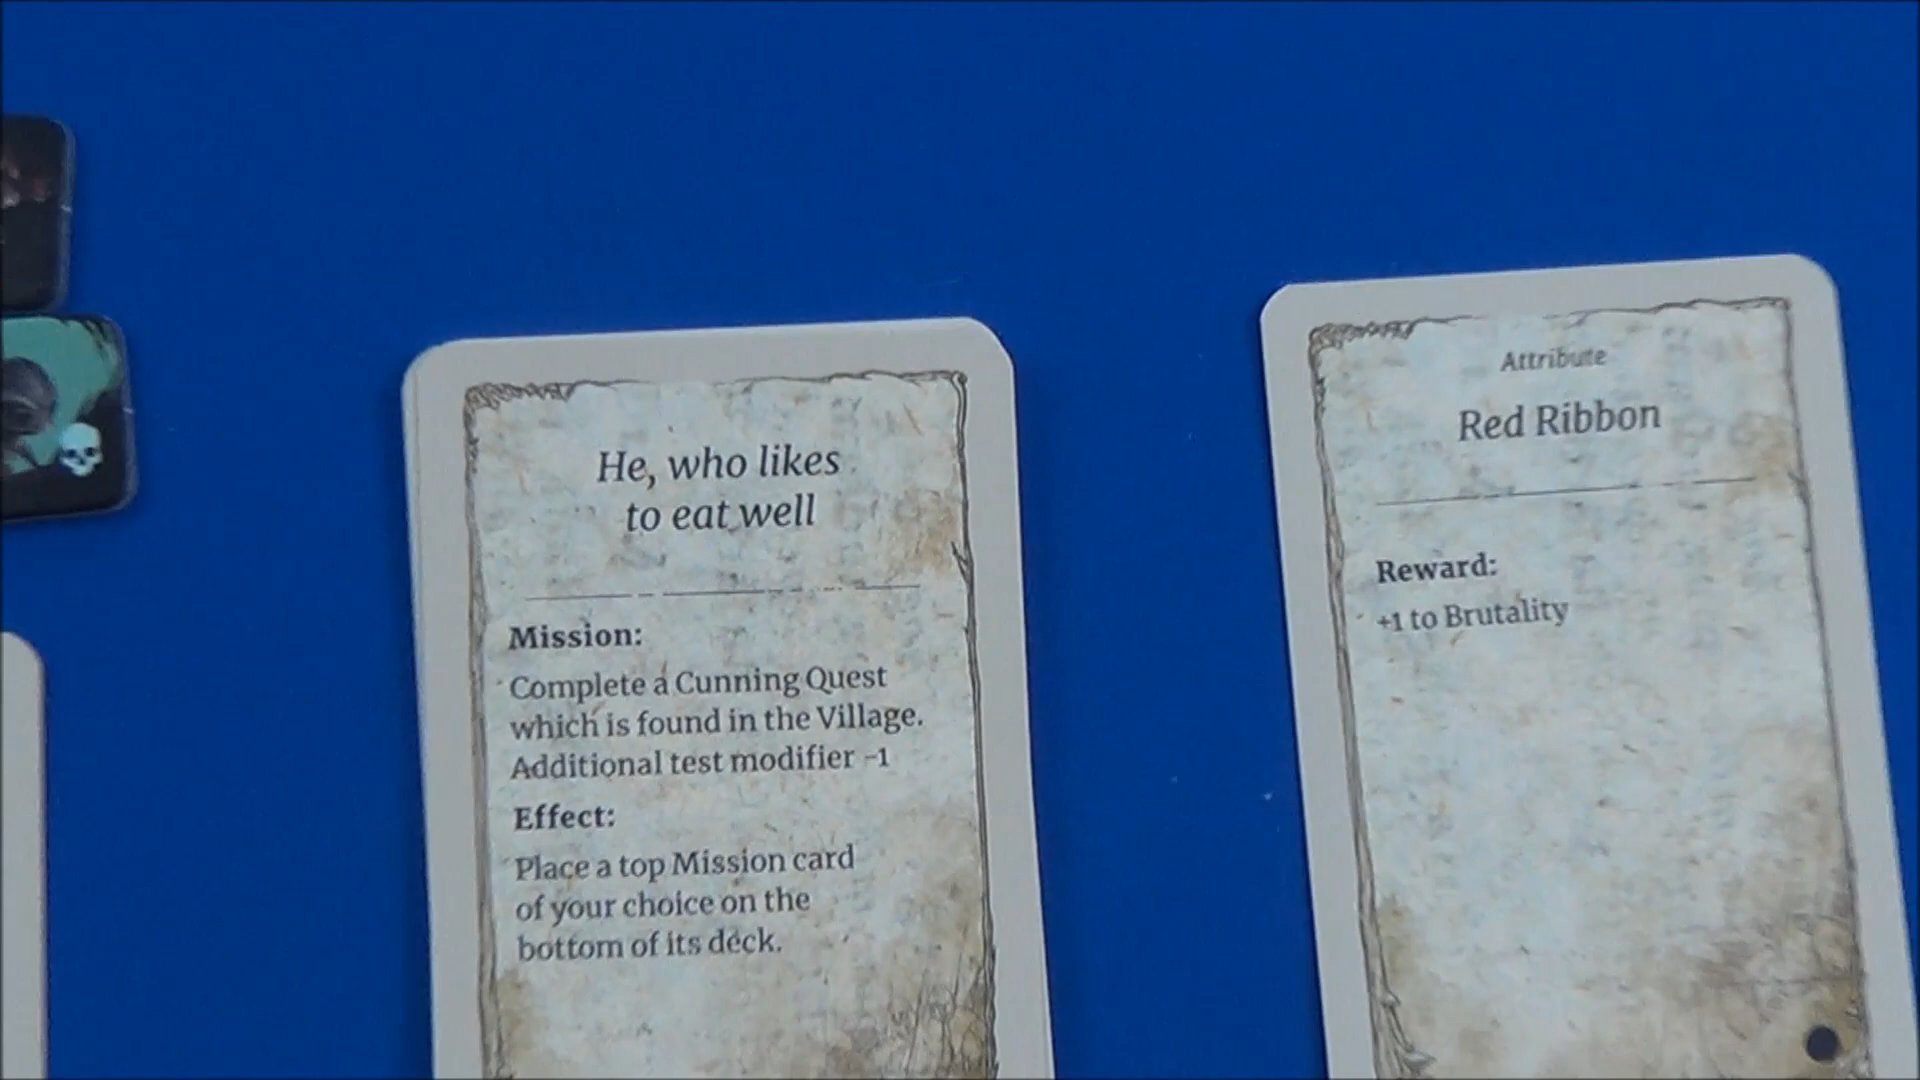 He, who likes
to eat well
Mission:
Complete a Cunning Quest
which is found in the Village.
Additional test modifier -1
Effect:
Place a top Mission card
of your choice on the
bottom of its deck.
Attribute
Red Ribbon
Reward:
+1 to Brutality